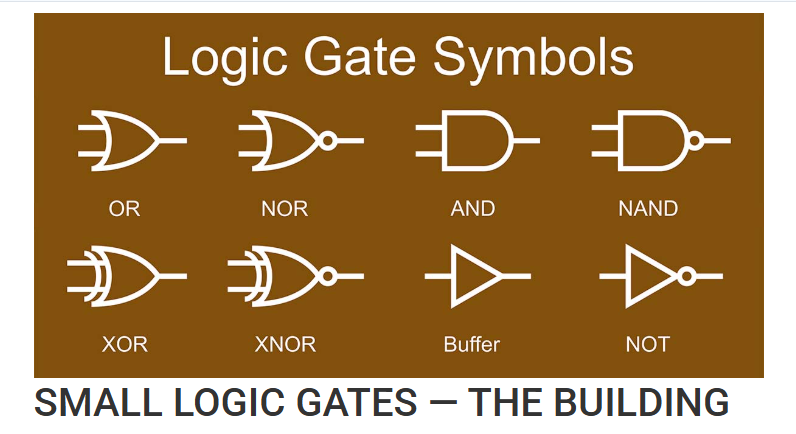 Logic Gate Symbols
OR NOR AND NAND
XOR XNOR Buffer NOT
SMALL LOGIC GATES — THE BUILDING